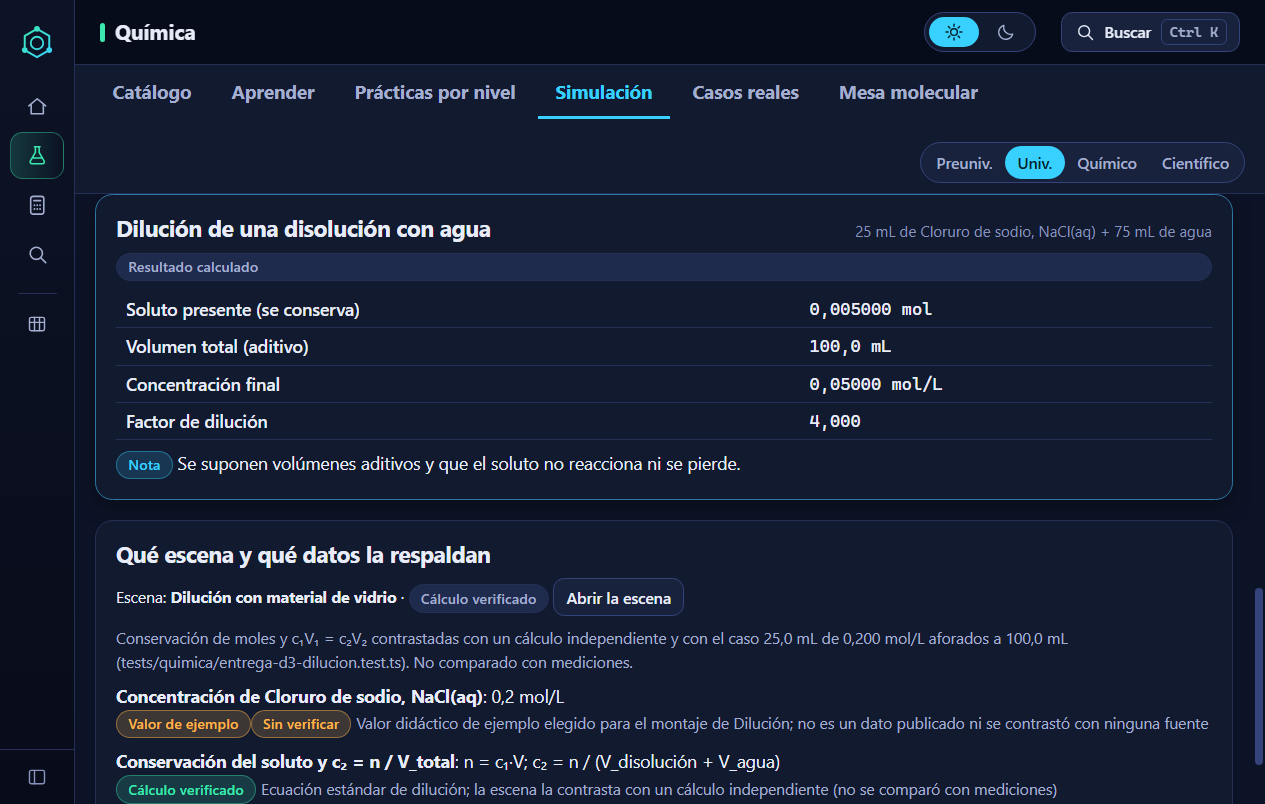 Química
Buscar Ctrl K
Catálogo Aprender Prácticas por nivel Simulación Casos reales Mesa molecular
Preuniv. Univ. Químico Científico
Dilución de una disolución con agua
25 mL de Cloruro de sodio, NaCl(aq) + 75 mL de agua
Resultado calculado
Soluto presente (se conserva) 0,005000 mol
Volumen total (aditivo) 100,0 mL
Concentración final 0,05000 mol/L
Factor de dilución 4,000
Nota Se suponen volúmenes aditivos y que el soluto no reacciona ni se pierde.
Qué escena y qué datos la respaldan
Escena: Dilución con material de vidrio · Cálculo verificado Abrir la escena
Conservación de moles y c₁V₁ = c₂V₂ contrastadas con un cálculo independiente y con el caso 25,0 mL de 0,200 mol/L aforados a 100,0 mL
(tests/quimica/entrega-d3-dilucion.test.ts). No comparado con mediciones.
Concentración de Cloruro de sodio, NaCl(aq): 0,2 mol/L
Valor de ejemplo Sin verificar Valor didáctico de ejemplo elegido para el montaje de Dilución; no es un dato publicado ni se contrastó con ninguna fuente
Conservación del soluto y c₂ = n / V_total: n = c₁·V; c₂ = n / (V_disolución + V_agua)
Cálculo verificado Ecuación estándar de dilución; la escena la contrasta con un cálculo independiente (no se comparó con mediciones)